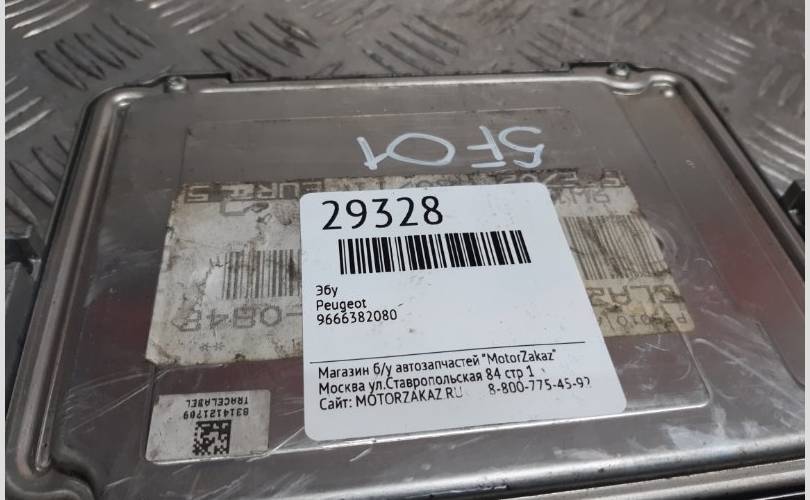 5F01
29328
Эбу
Peugeot
9666382080
Магазин б/у автозапчастей "MotorZakaz"
Москва ул.Ставропольская 84 стр 1
Сайт: MOTORZAKAZ.RU 8-800-775-45-92
8314121709
TRACELABEL